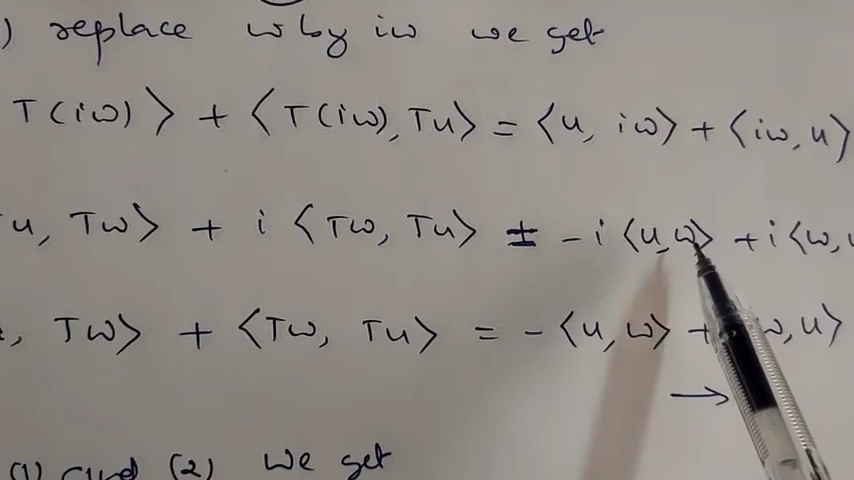 ) replace w by iw we get
T(iw)⟩ + ⟨T(iw), Tu⟩ = ⟨u, iw⟩ + ⟨iw, u⟩
u, Tw⟩ + i ⟨Tw, Tu⟩ = - i ⟨u, w⟩ + i ⟨w,
, Tw⟩ + ⟨Tw, Tu⟩ = - ⟨u, w⟩ + w, u⟩
→
(1) and (2) we get